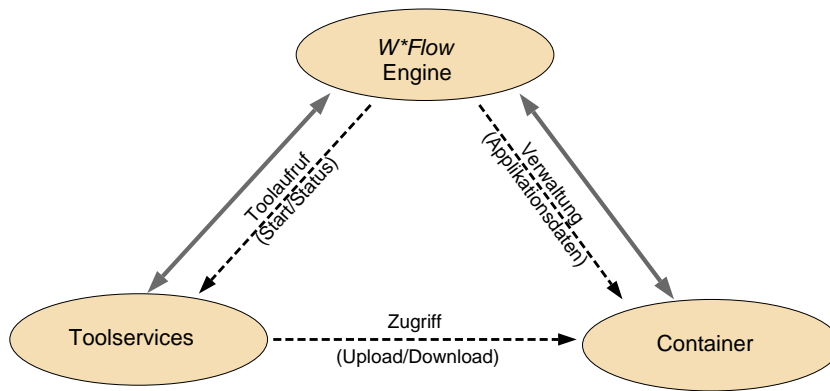 W*Flow
Engine
Toolaufruf
(Start/Status)
Verwaltung
(Applikationsdaten)
Toolservices
Zugriff
(Upload/Download)
Container